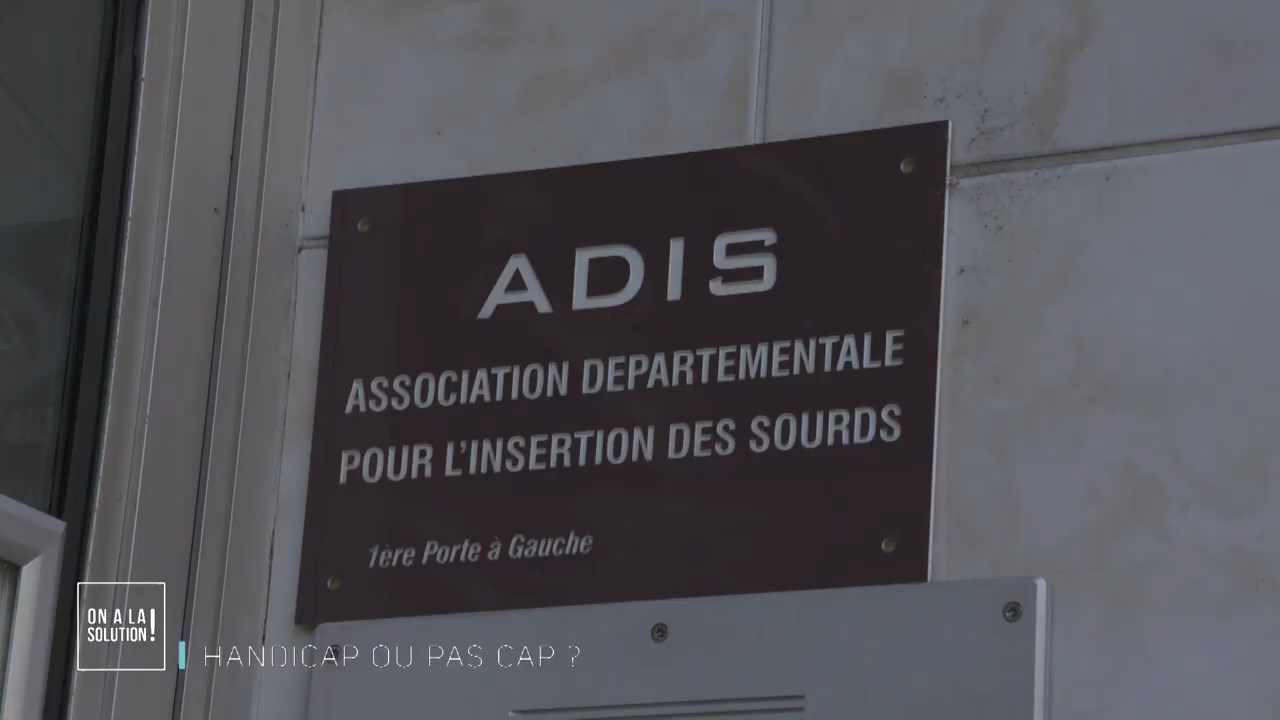 ADIS
ASSOCIATION DEPARTEMENTALE
POUR L'INSERTION DES SOURDS
1ère Porte à Gauche
ON A LA
SOLUTION!
HANDICAP OU PAS CAP ?